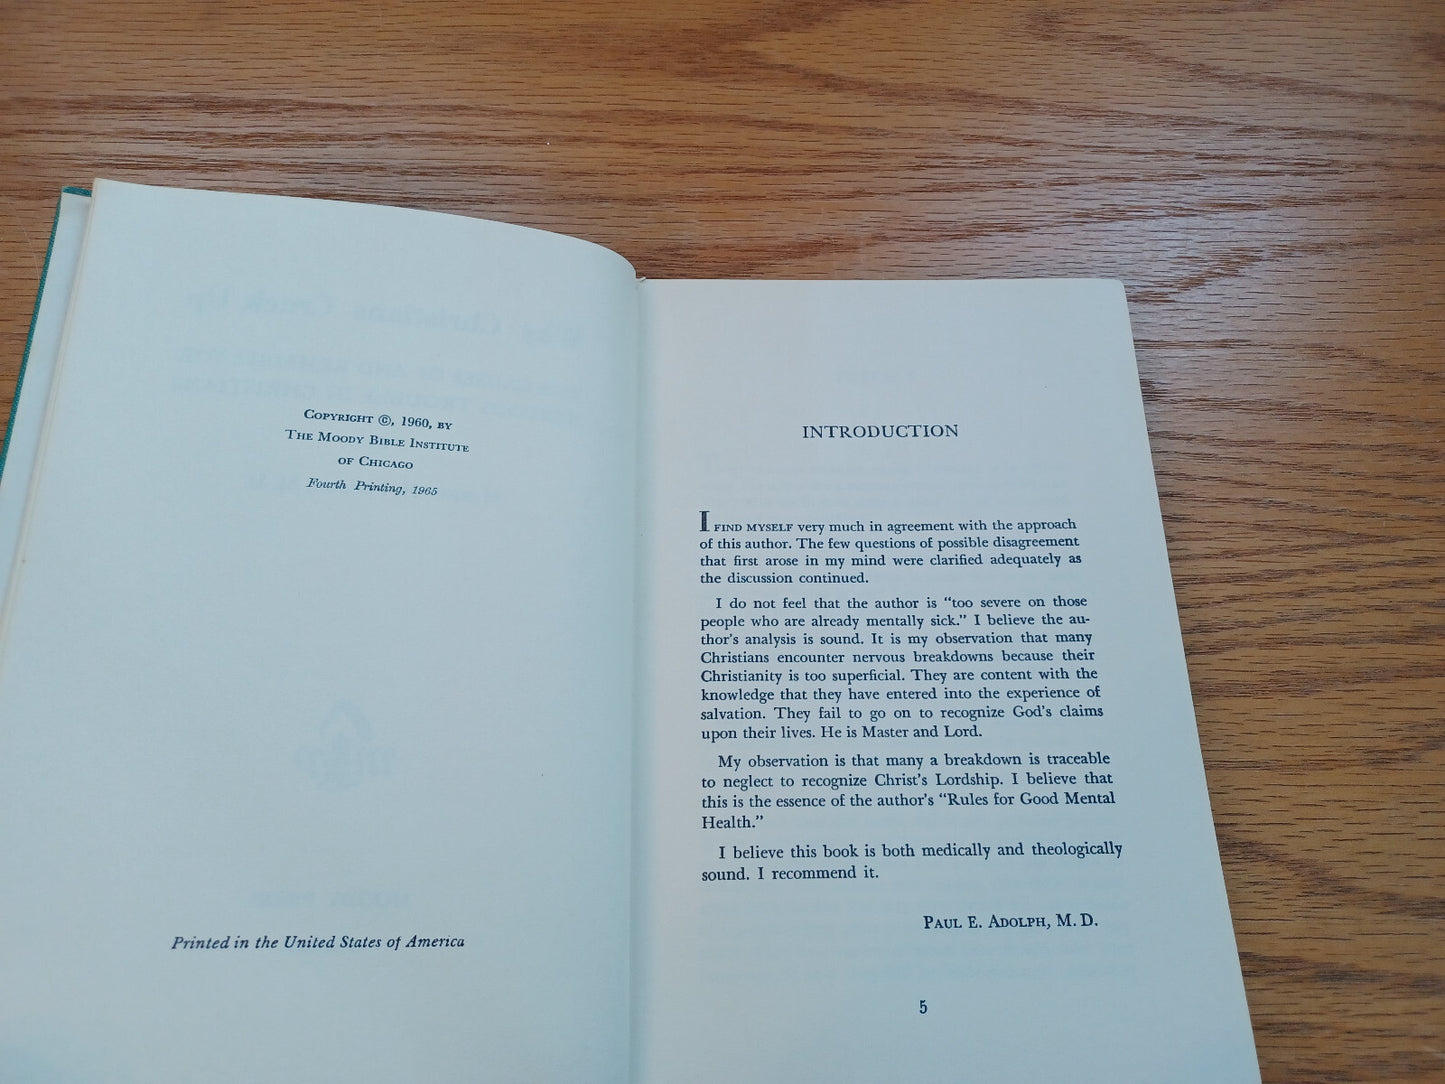 Copyright ©, 1960, by
The Moody Bible Institute
of Chicago
Fourth Printing, 1965
Printed in the United States of America
INTRODUCTION
I find myself very much in agreement with the approach
of this author. The few questions of possible disagreement
that first arose in my mind were clarified adequately as
the discussion continued.
I do not feel that the author is “too severe on those
people who are already mentally sick.” I believe the au-
thor’s analysis is sound. It is my observation that many
Christians encounter nervous breakdowns because their
Christianity is too superficial. They are content with the
knowledge that they have entered into the experience of
salvation. They fail to go on to recognize God’s claims
upon their lives. He is Master and Lord.
My observation is that many a breakdown is traceable
to neglect to recognize Christ’s Lordship. I believe that
this is the essence of the author’s “Rules for Good Mental
Health.”
I believe this book is both medically and theologically
sound. I recommend it.
Paul E. Adolph, M. D.
5